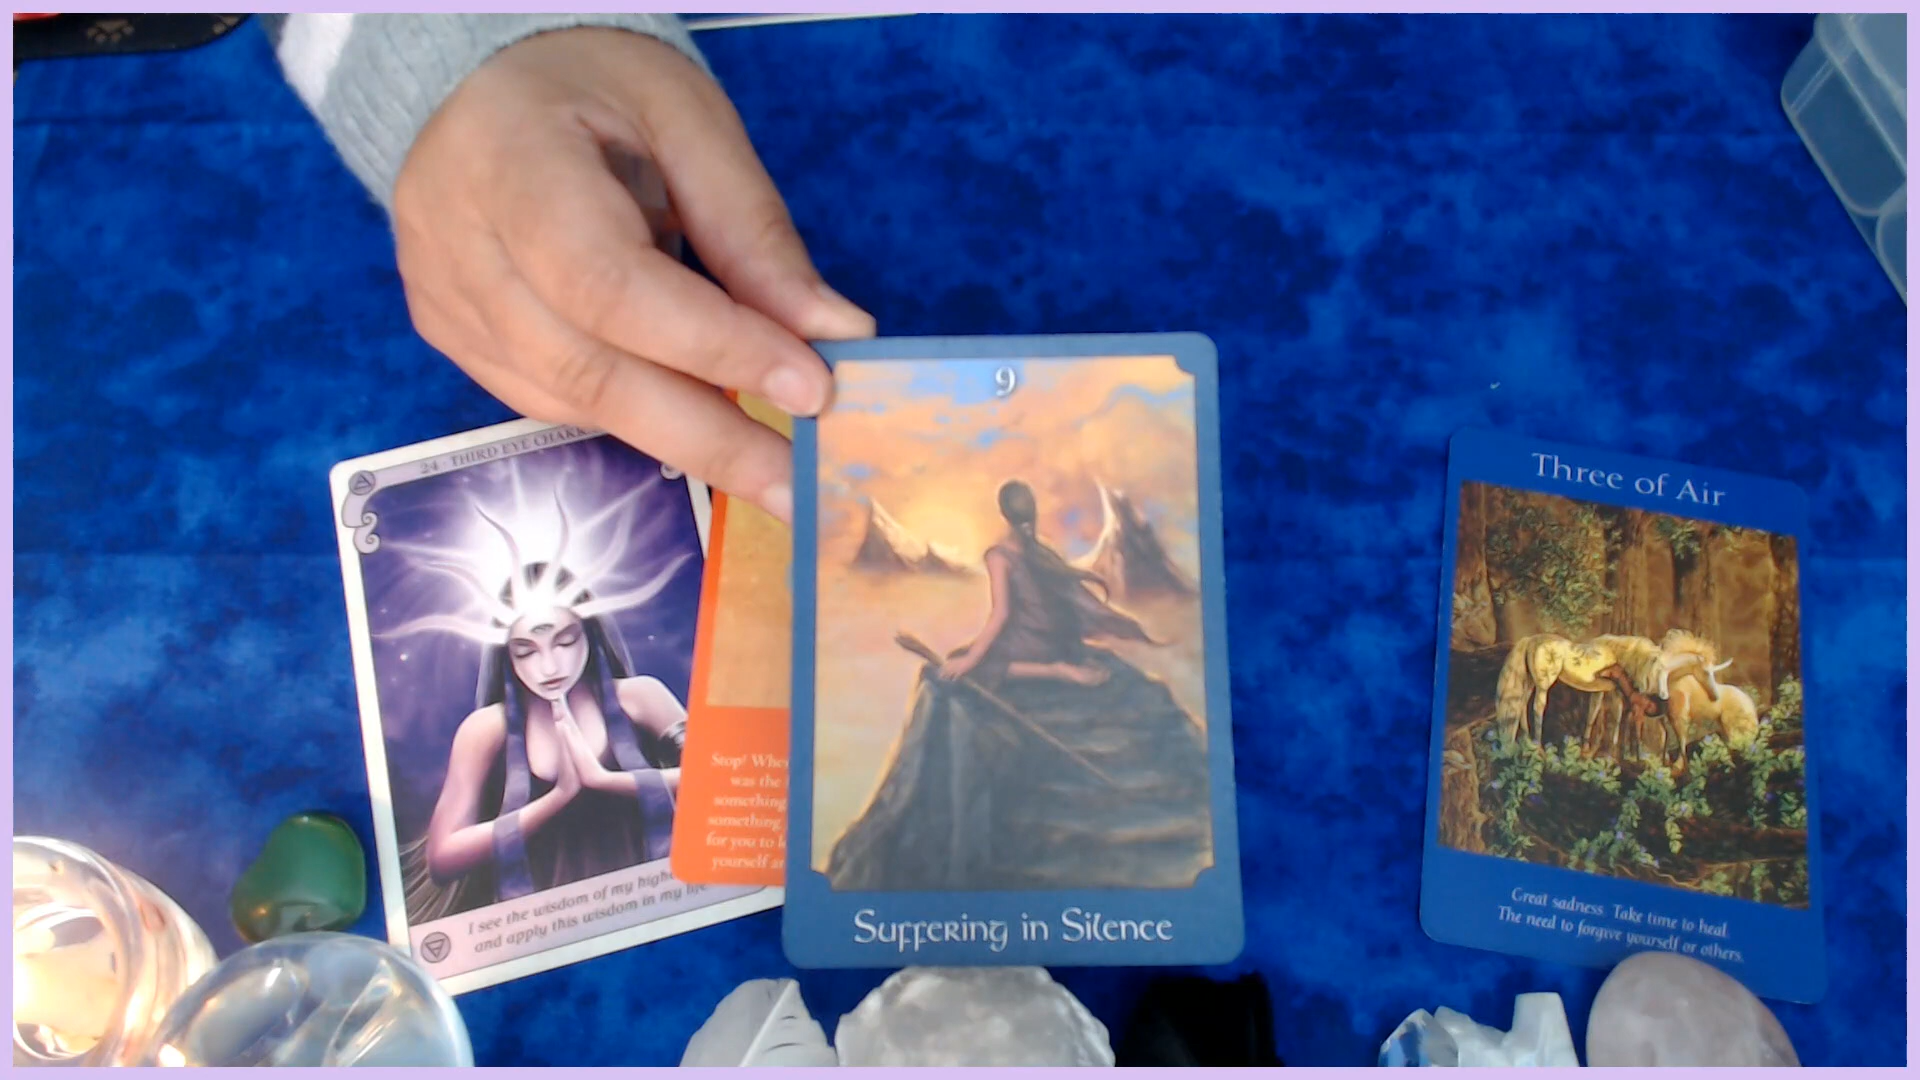 24 · THIRD EYE
I see the wisdom of my
and apply this wisdom in my life
Stop!
was the
something
something
for you to
yourself
9
Suffering in Silence
Three of Air
Great sadness. Take time to heal.
The need to forgive yourself or others.